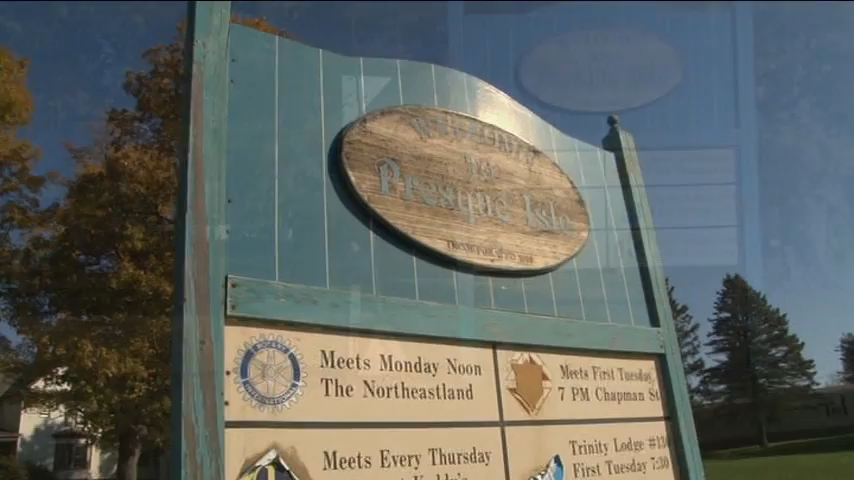 Welcome
To
Presque Isle
Meets Monday Noon
The Northeastland
Meets First Tuesday
7 PM Chapman St
Meets Every Thursday
Trinity Lodge #13
First Tuesday 7:30